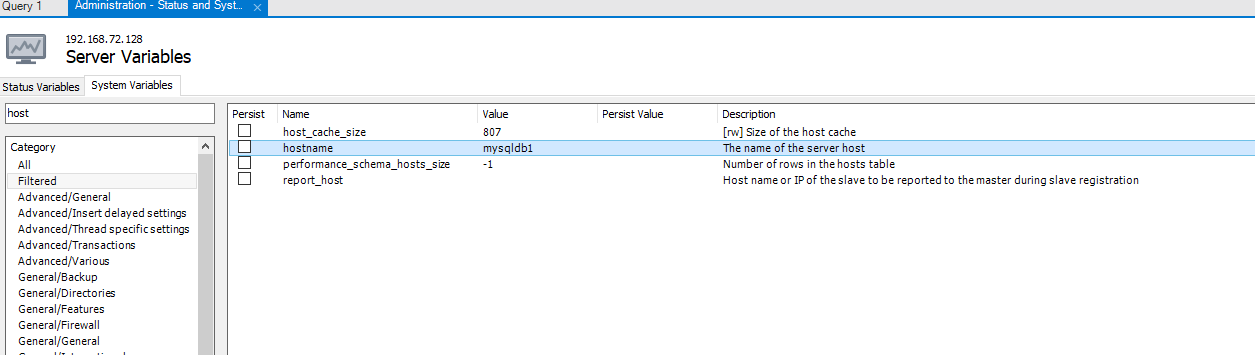 Query 1 Administration - Status and Syst...
192.168.72.128
Server Variables
Status Variables System Variables
host
Category
All
Filtered
Advanced/General
Advanced/Insert delayed settings
Advanced/Thread specific settings
Advanced/Transactions
Advanced/Various
General/Backup
General/Directories
General/Features
General/Firewall
General/General
Persist Name Value Persist Value Description
host_cache_size 807 [rw] Size of the host cache
hostname mysqldb1 The name of the server host
performance_schema_hosts_size -1 Number of rows in the hosts table
report_host Host name or IP of the slave to be reported to the master during slave registration